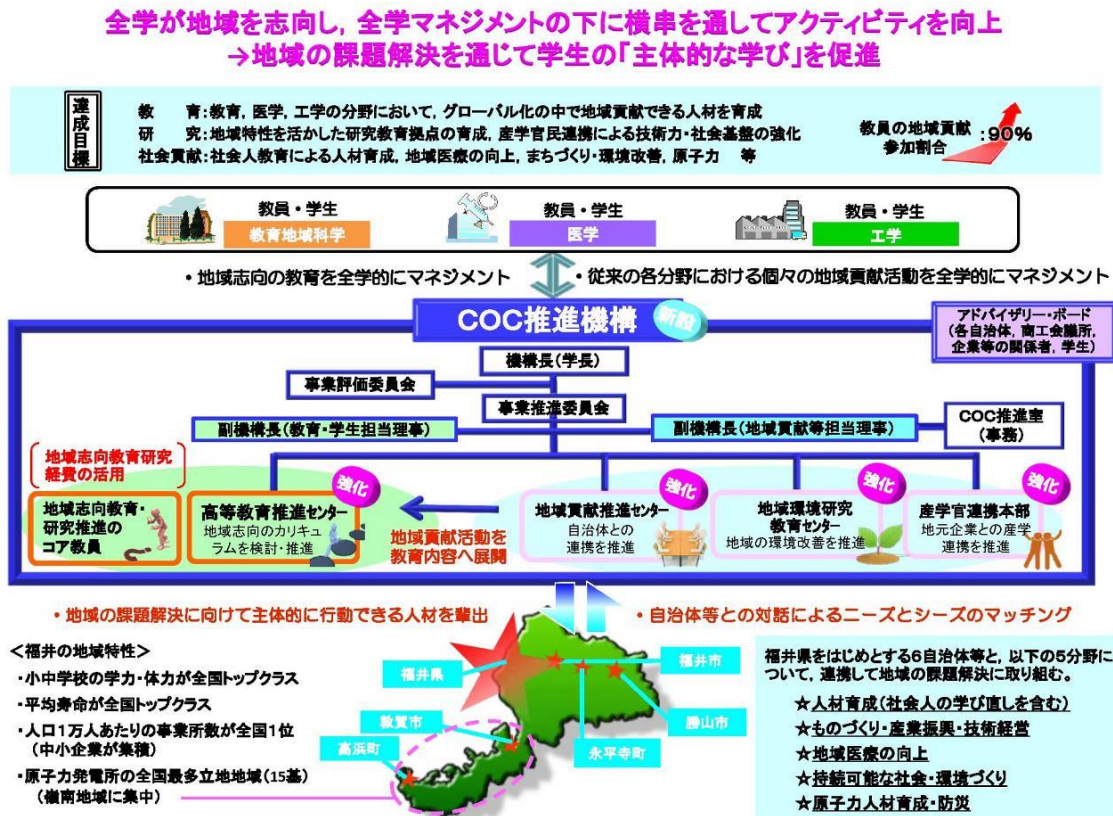 全学が地域を志向し，全学マネジメントの下に横串を通してアクティビティを向上
→地域の課題解決を通じて学生の「主体的な学び」を促進
達成目標
教　育：教育，医学，工学の分野において，グローバル化の中で地域貢献できる人材を育成
研　究：地域特性を活かした研究教育拠点の育成，産学官民連携による技術力・社会基盤の強化
社会貢献：社会人教育による人材育成，地域医療の向上，まちづくり・環境改善，原子力　等
教員の地域貢献
参加割合
：90%
教員・学生
教育地域科学
教員・学生
医学
教員・学生
工学
・地域志向の教育を全学的にマネジメント
・従来の各分野における個々の地域貢献活動を全学的にマネジメント
COC推進機構
新設
アドバイザリー・ボード
（各自治体，商工会議所，
企業等の関係者，学生）
機構長（学長）
事業評価委員会
事業推進委員会
副機構長（教育・学生担当理事）
副機構長（地域貢献等担当理事）
COC推進室
（事務）
地域志向教育研究
経費の活用
地域志向教育・
研究推進の
コア教員
強化
高等教育推進センター
地域志向のカリキュ
ラムを検討・推進
地域貢献活動を
教育内容へ展開
強化
地域貢献推進センター
自治体との
連携を推進
強化
地域環境研究
教育センター
地域の環境改善を推進
強化
産学官連携本部
地元企業との産学
連携を推進
・地域の課題解決に向けて主体的に行動できる人材を輩出
・自治体等との対話によるニーズとシーズのマッチング
＜福井の地域特性＞
・小中学校の学力・体力が全国トップクラス
・平均寿命が全国トップクラス
・人口1万人あたりの事業所数が全国1位
（中小企業が集積）
・原子力発電所の全国最多立地地域（15基）
（嶺南地域に集中）
福井県
福井市
敦賀市
勝山市
高浜町
永平寺町
福井県をはじめとする6自治体等と，以下の5分野に
ついて，連携して地域の課題解決に取り組む。
☆人材育成（社会人の学び直しを含む）
☆ものづくり・産業振興・技術経営
☆地域医療の向上
☆持続可能な社会・環境づくり
☆原子力人材育成・防災